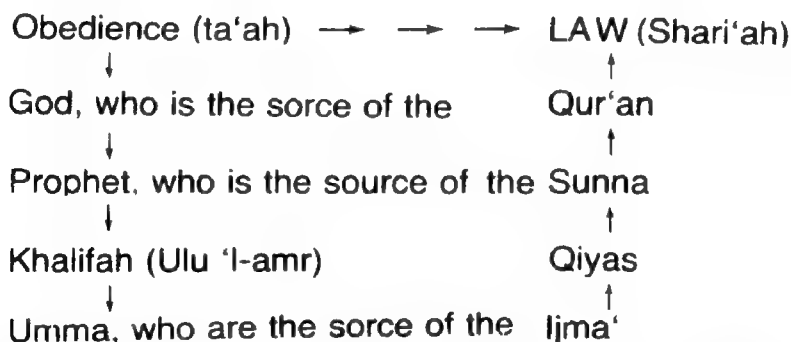 Obedience (ta‘ah) → → → LAW (Shari‘ah)
↓ ↑
God, who is the sorce of the Qur‘an
↓ ↑
Prophet, who is the source of the Sunna
↓ ↑
Khalifah (Ulu ‘l-amr) Qiyas
↓ ↑
Umma, who are the sorce of the Ijma‘